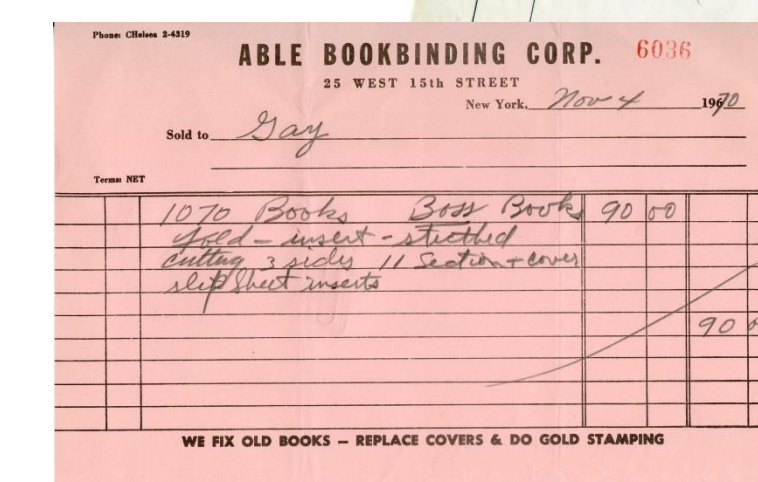 Phone: CHelsea 2-4319
ABLE BOOKBINDING CORP. 6036
25 WEST 15th STREET
New York, Nov 4 1970
Sold to Gay
Terms: NET
1070 Books Boss Books 90 00
fold - insert - stitched
cutting 3 sides 11 Section + cover
slip Sheet inserts
90
WE FIX OLD BOOKS — REPLACE COVERS & DO GOLD STAMPING